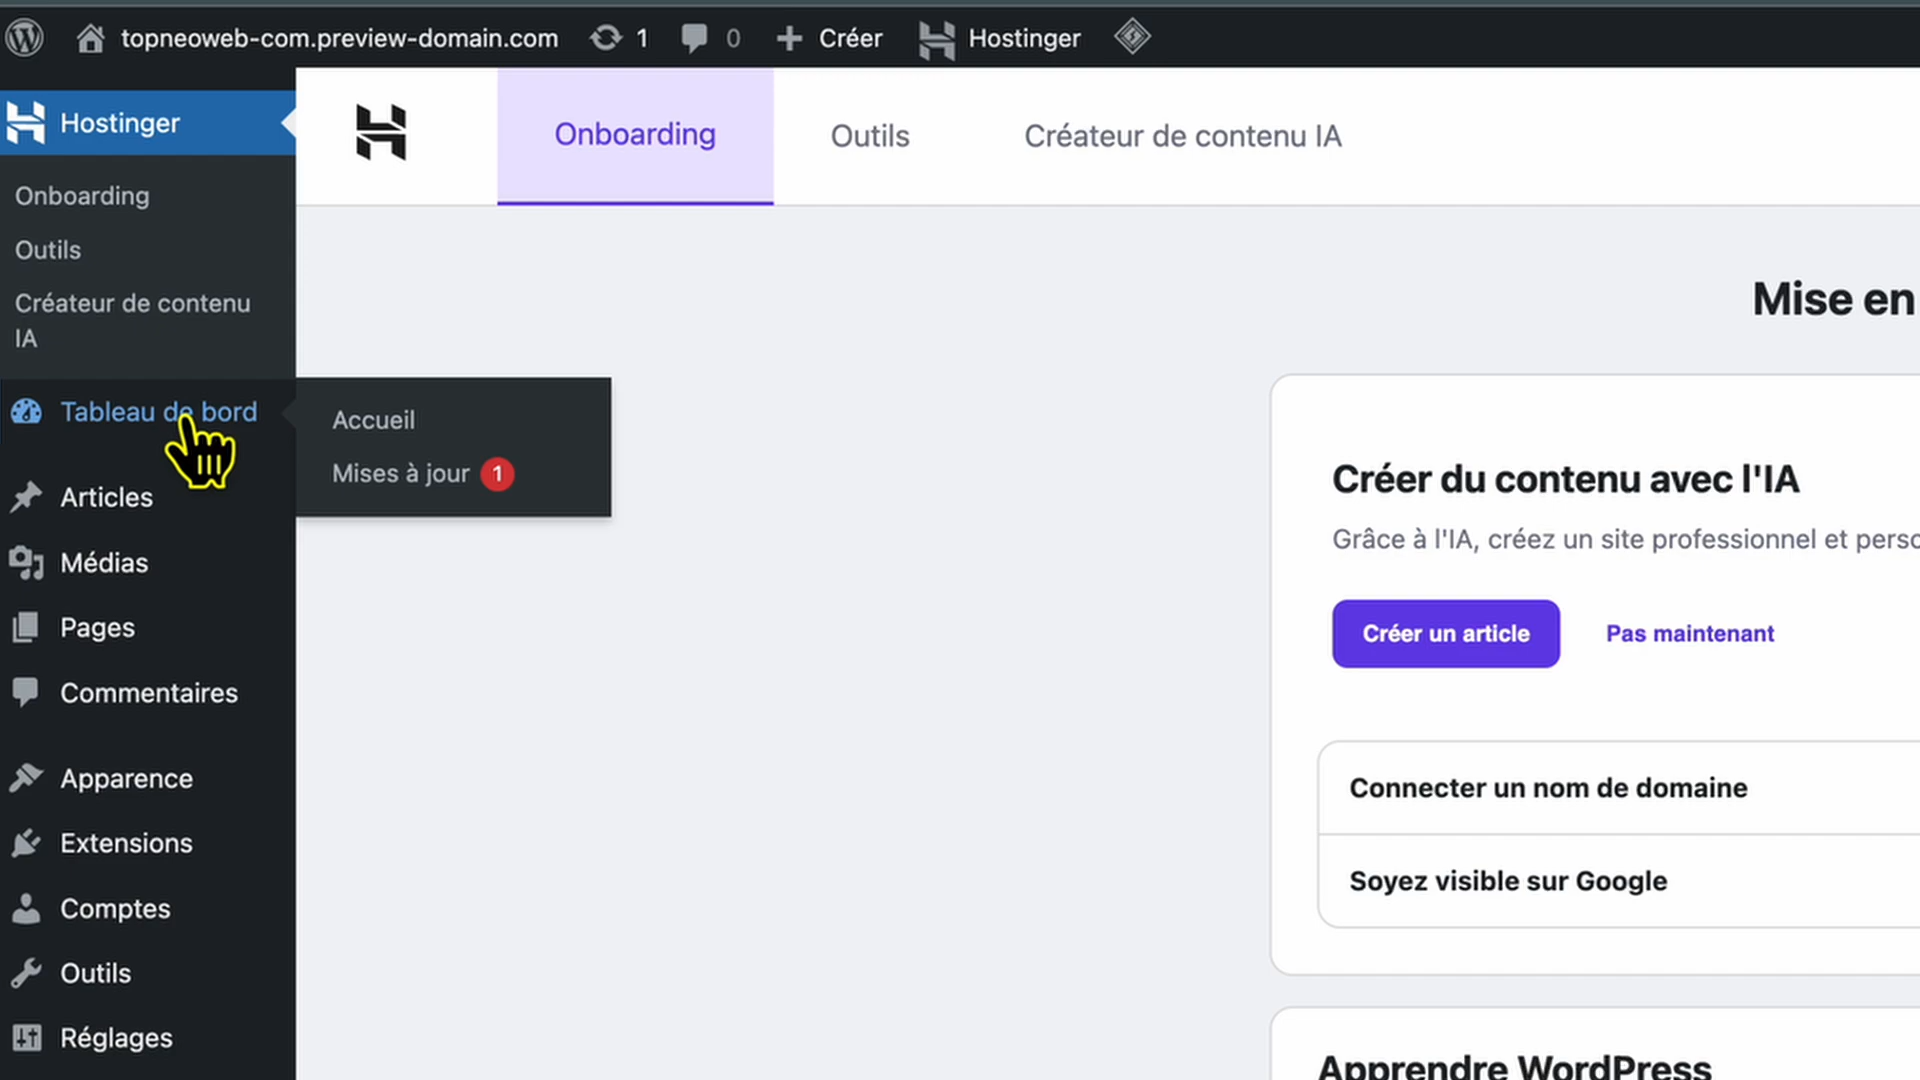 topneoweb-com.preview-domain.com 1 0 Créer Hostinger
Hostinger
Onboarding
Outils
Créateur de contenu
IA
Tableau de bord
Articles
Médias
Pages
Commentaires
Apparence
Extensions
Comptes
Outils
Réglages
Accueil
Mises à jour 1
Onboarding Outils Créateur de contenu IA
Mise en
Créer du contenu avec l'IA
Grâce à l'IA, créez un site professionnel et perso
Créer un article Pas maintenant
Connecter un nom de domaine
Soyez visible sur Google
Apprendre WordPress